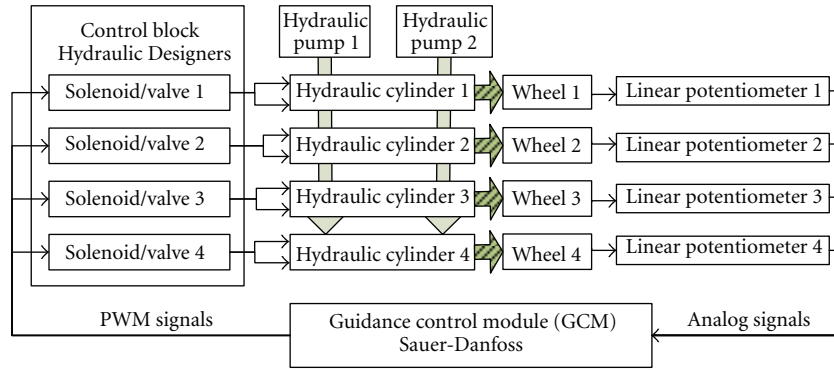 Control block
Hydraulic Designers
Hydraulic
pump 1
Hydraulic
pump 2
Solenoid/valve 1
Hydraulic cylinder 1
Wheel 1
Linear potentiometer 1
Solenoid/valve 2
Hydraulic cylinder 2
Wheel 2
Linear potentiometer 2
Solenoid/valve 3
Hydraulic cylinder 3
Wheel 3
Linear potentiometer 3
Solenoid/valve 4
Hydraulic cylinder 4
Wheel 4
Linear potentiometer 4
PWM signals
Guidance control module (GCM)
Sauer-Danfoss
Analog signals